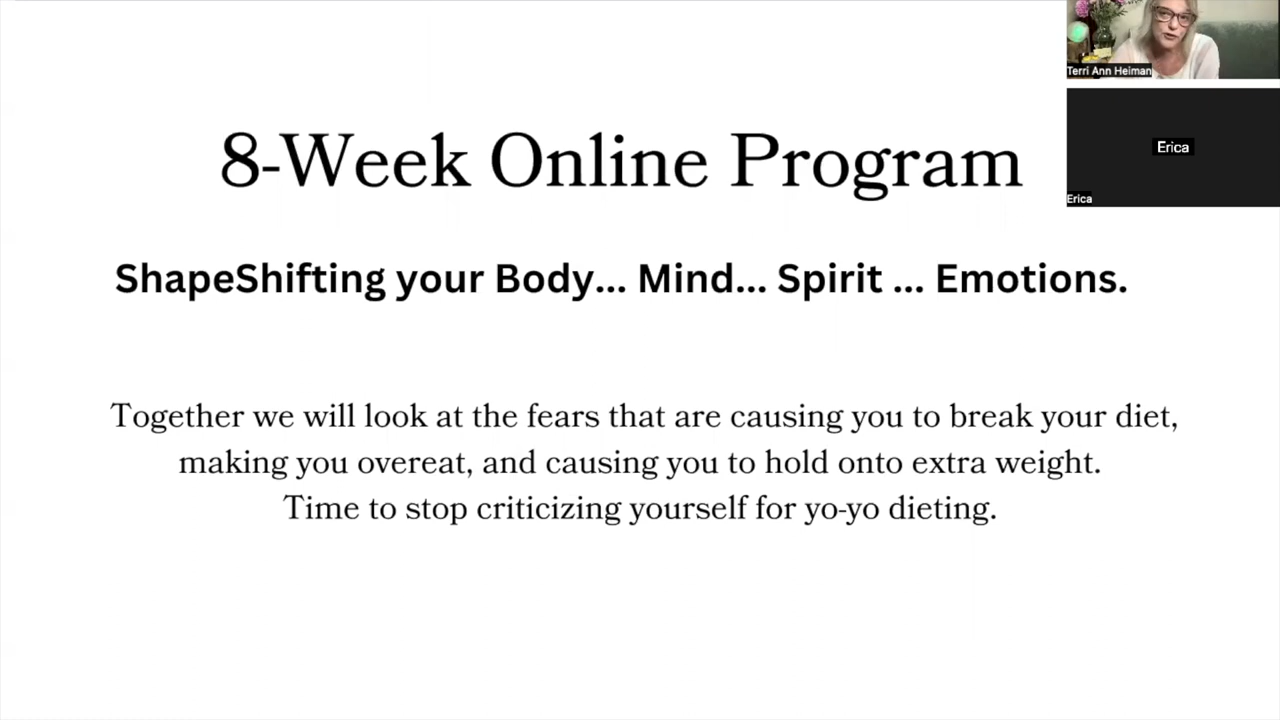 8-Week Online Program
ShapeShifting your Body... Mind... Spirit ... Emotions.
Together we will look at the fears that are causing you to break your diet,
making you overeat, and causing you to hold onto extra weight.
Time to stop criticizing yourself for yo-yo dieting.
Terri Ann Heiman
Erica
Erica